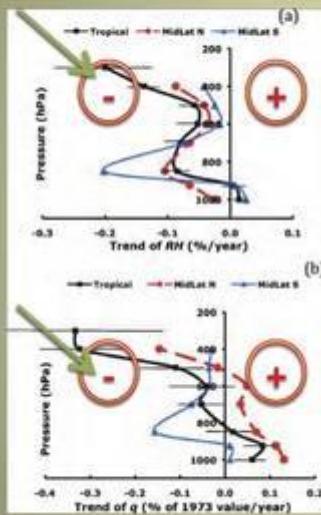 (a)
Tropical MidLat N MidLat S
200
400
600
800
1000
- +
Pressure (hPa)
-0.3 -0.2 -0.1 0.0 0.1
Trend of RH (%/year)
(b)
Tropical MidLat N MidLat S
200
400
600
800
1000
- +
Pressure (hPa)
-0.4 -0.3 -0.2 -0.1 0 0.1 0.2
Trend of q (% of 1973 value/year)